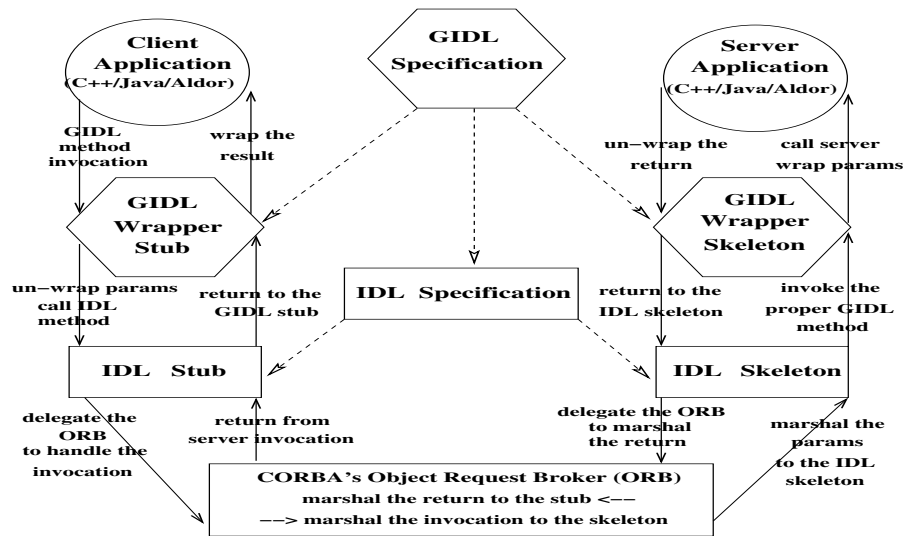 Client
Application
(C++/Java/Aldor)
GIDL
Specification
Server
Application
(C++/Java/Aldor)
GIDL
method
invocation
wrap the
result
un−wrap the
return
call server
wrap params
GIDL
Wrapper
Stub
GIDL
Wrapper
Skeleton
un−wrap params
call IDL
method
return to the
GIDL stub
IDL Specification
return to the
IDL skeleton
invoke the
proper GIDL
method
IDL Stub
IDL Skeleton
delegate the
ORB
to handle the
invocation
return from
server invocation
delegate the ORB
to marshal
the return
marshal the
params
to the IDL
skeleton
CORBA's Object Request Broker (ORB)
marshal the return to the stub <−−
−−> marshal the invocation to the skeleton